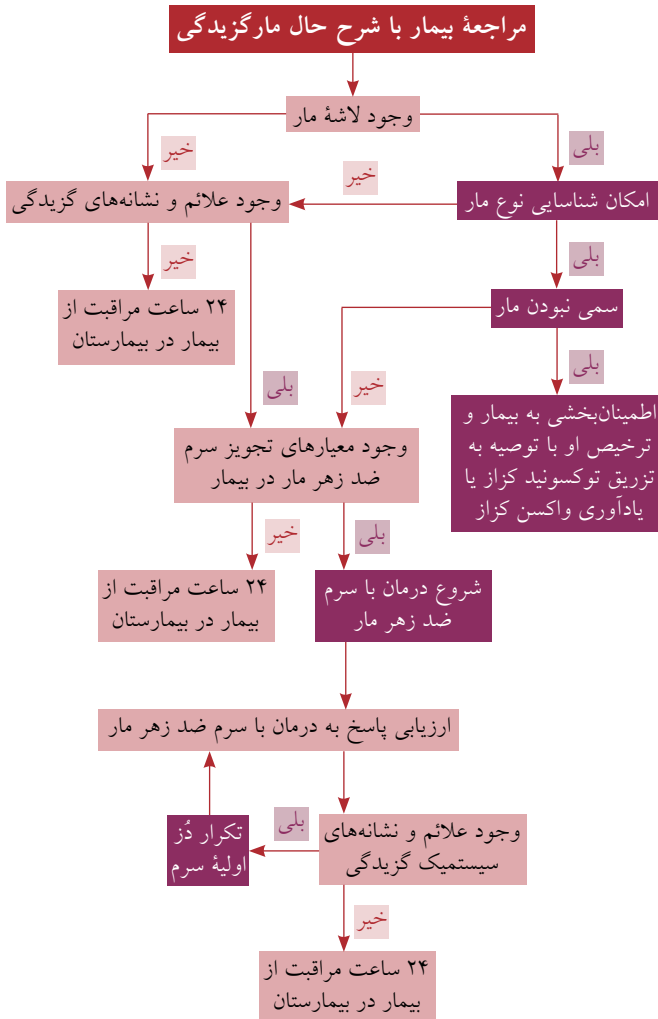 مراجعهٔ بیمار با شرح حال مارگزیدگی
وجود لاشهٔ مار
بلی
خیر
امکان شناسایی نوع مار
خیر
وجود علائم و نشانه‌های گزیدگی
بلی
خیر
سمی نبودن مار
۲۴ ساعت مراقبت از
بیمار در بیمارستان
بلی
خیر
بلی
اطمینان‌بخشی به بیمار و
ترخیص او با توصیه به
تزریق توکسوئید کزاز یا
یادآوری واکسن کزاز
وجود معیارهای تجویز سرم
ضد زهر مار در بیمار
بلی
خیر
شروع درمان با سرم
ضد زهر مار
۲۴ ساعت مراقبت از
بیمار در بیمارستان
ارزیابی پاسخ به درمان با سرم ضد زهر مار
وجود علائم و نشانه‌های
سیستمیک گزیدگی
بلی
تکرار دُز
اولیهٔ سرم
خیر
۲۴ ساعت مراقبت از
بیمار در بیمارستان